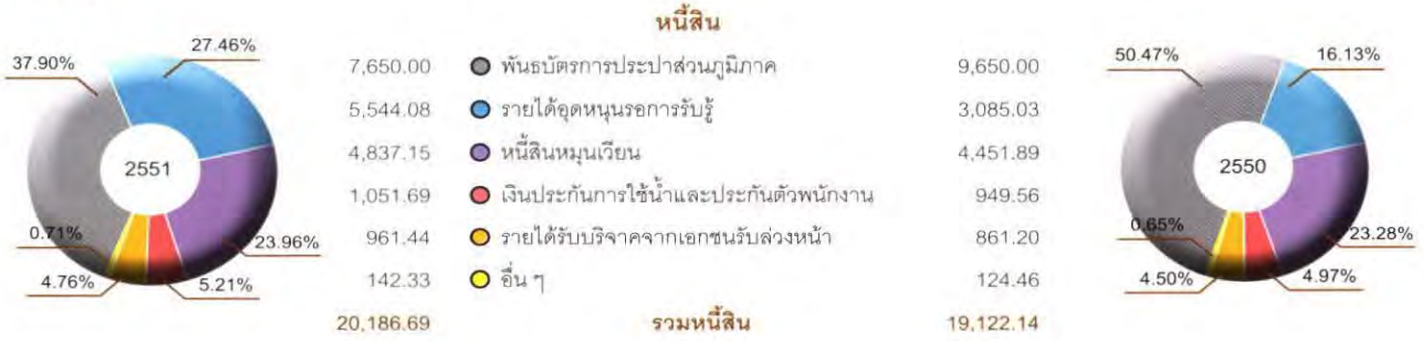 หนี้สิน
37.90% 27.46% 7,650.00 พันธบัตรการประปาส่วนภูมิภาค 9,650.00 50.47% 16.13%
5,544.08 รายได้อุดหนุนรอการรับรู้ 3,085.03
2551 4,837.15 หนี้สินหมุนเวียน 4,451.89 2550
1,051.69 เงินประกันการใช้น้ำและประกันตัวพนักงาน 949.56
0.71% 23.96% 961.44 รายได้รับบริจาคจากเอกชนรับล่วงหน้า 861.20 0.65% 23.28%
4.76% 5.21% 142.33 อื่น ๆ 124.46 4.50% 4.97%
20,186.69 รวมหนี้สิน 19,122.14